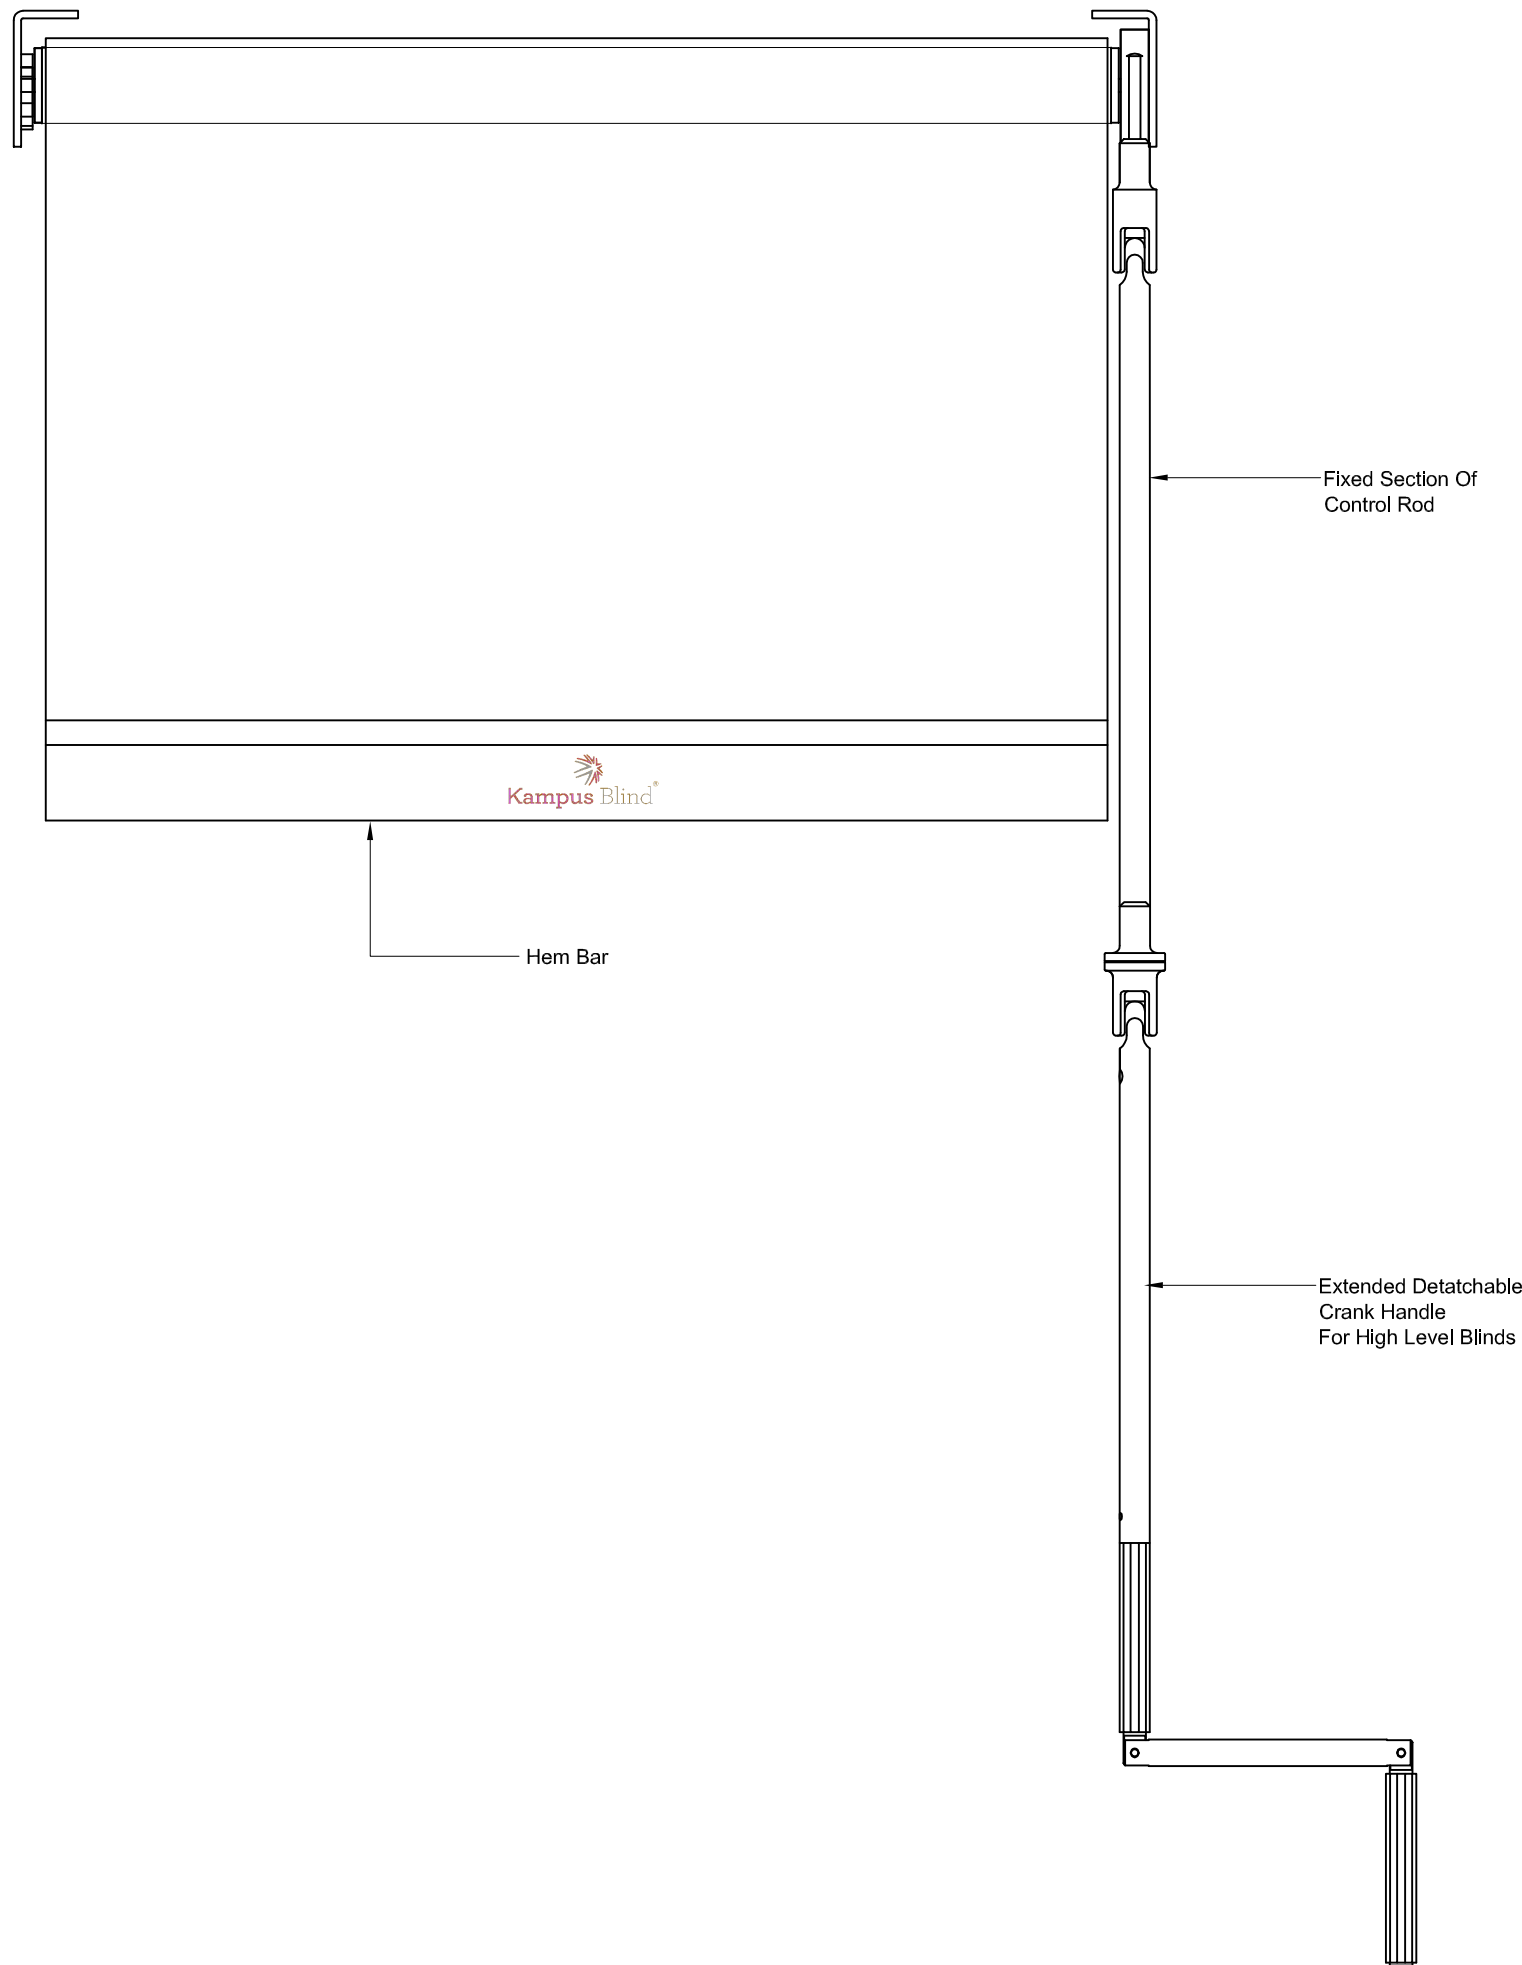 Fixed Section Of
Control Rod
Kampus Blind®
Hem Bar
Extended Detatchable
Crank Handle
For High Level Blinds